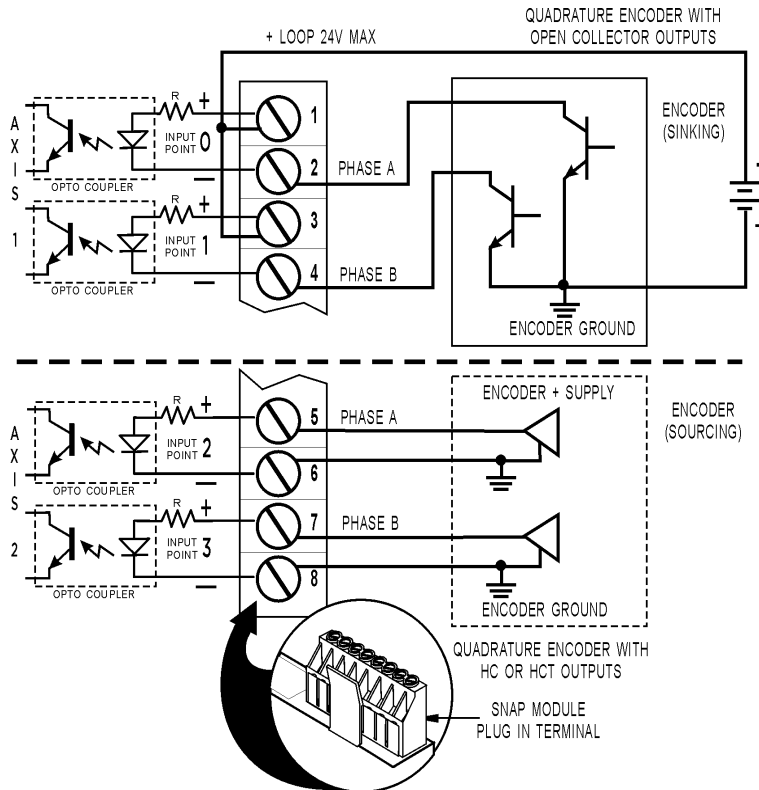 QUADRATURE ENCODER WITH
OPEN COLLECTOR OUTPUTS
+ LOOP 24V MAX
ENCODER
(SINKING)
AXIS 1
R
+
INPUT
POINT 0
–
OPTO COUPLER
R
+
INPUT
POINT 1
–
OPTO COUPLER
1
2
3
4
PHASE A
PHASE B
ENCODER GROUND
AXIS 2
R
+
INPUT
POINT 2
–
OPTO COUPLER
R
+
INPUT
POINT 3
–
OPTO COUPLER
5
6
7
8
PHASE A
PHASE B
ENCODER + SUPPLY
ENCODER
(SOURCING)
ENCODER GROUND
QUADRATURE ENCODER WITH
HC OR HCT OUTPUTS
SNAP MODULE
PLUG IN TERMINAL